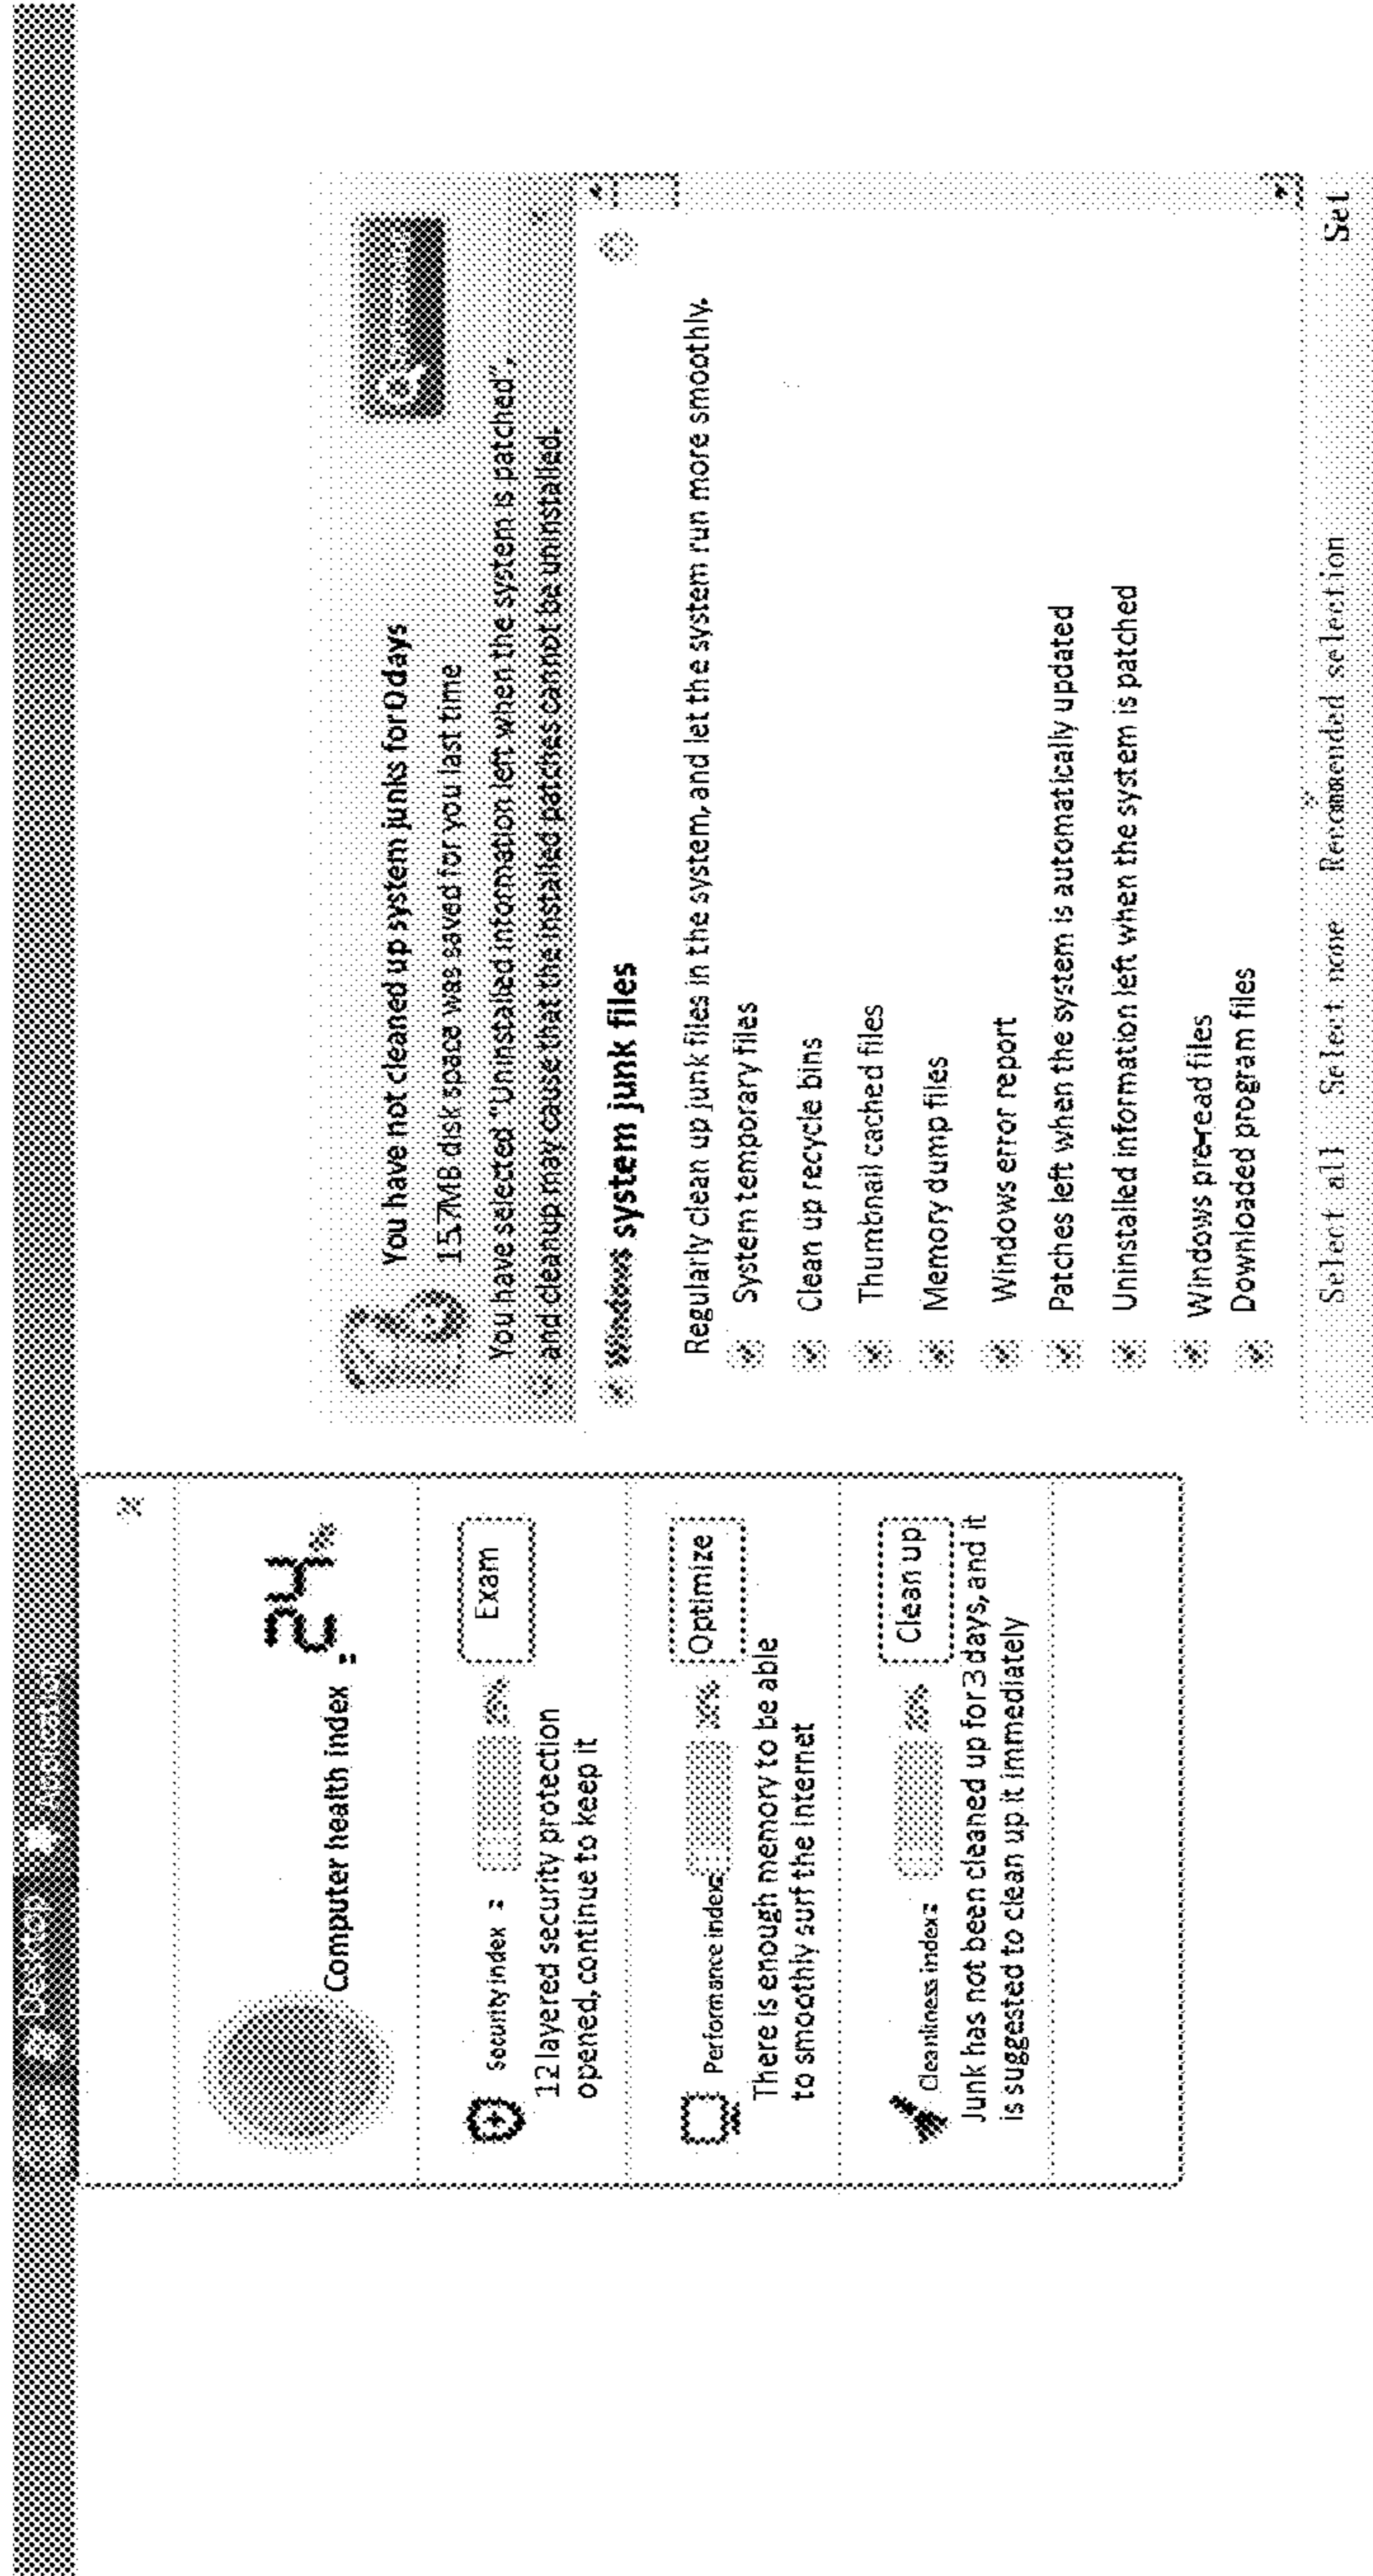 Desktop
Computer health index : 24%
Security index :
Exam
12 layered security protection
opened, continue to keep it
Performance index:
Optimize
There is enough memory to be able
to smoothly surf the Internet
Cleanliness index:
Clean up
Junk has not been cleaned up for 3 days, and it
is suggested to clean up it immediately
You have not cleaned up system junks for 0 days
15.7MB disk space was saved for you last time
You have selected "Uninstalled information left when the system is patched",
and cleanup may cause that the installed patches cannot be uninstalled.
Windows system junk files
Regularly clean up junk files in the system, and let the system run more smoothly.
System temporary files
Clean up recycle bins
Thumbnail cached files
Memory dump files
Windows error report
Patches left when the system is automatically updated
Uninstalled information left when the system is patched
Windows pre-read files
Downloaded program files
Select all Select none Recommended selection Set